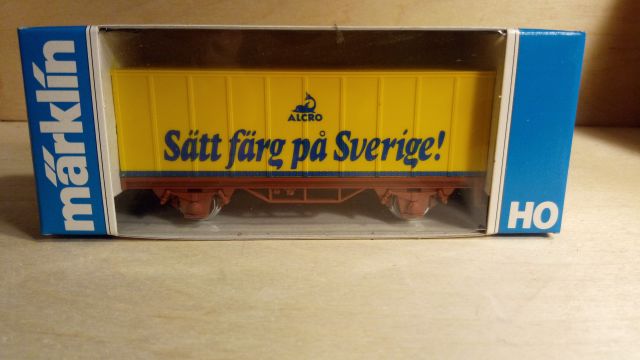 märklin
ALCRO
Sätt färg på Sverige!
HO